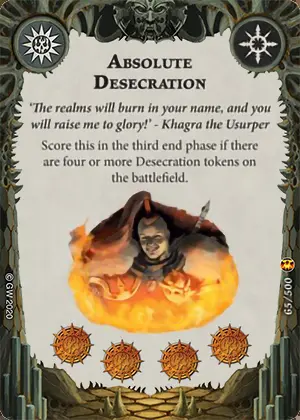 ABSOLUTE
DESECRATION
'The realms will burn in your name, and you
will raise me to glory!' - Khagra the Usurper
Score this in the third end phase if there
are four or more Desecration tokens on
the battlefield.
© GW 2020
65/500